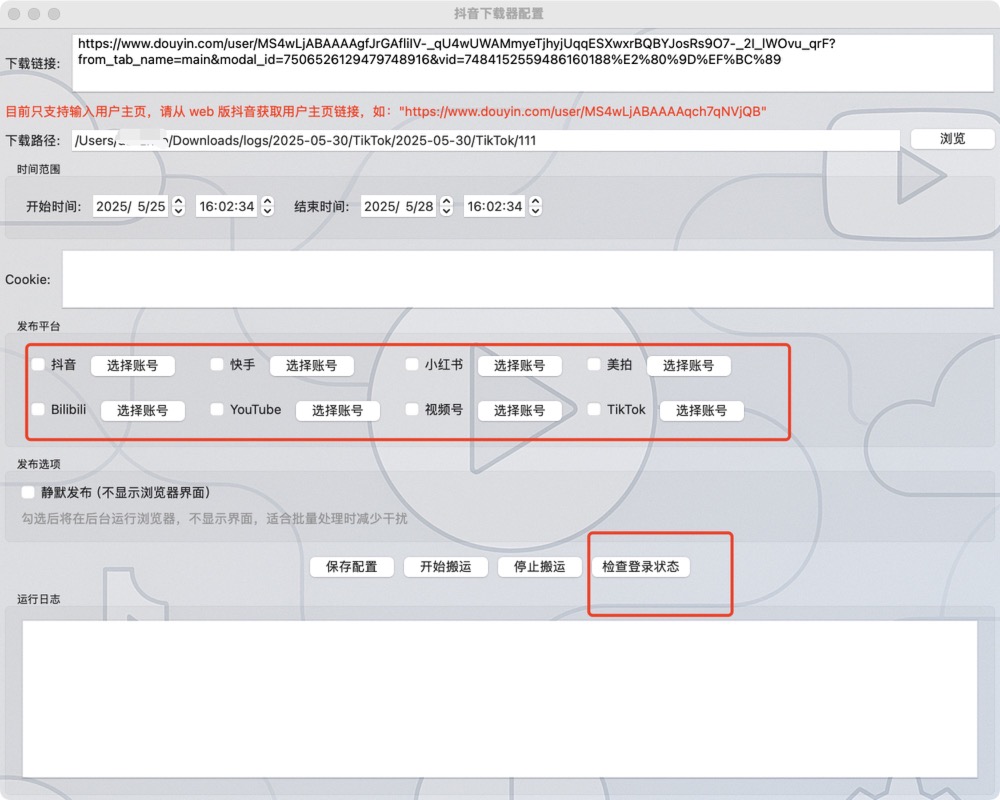 抖音下载器配置
下载链接:
https://www.douyin.com/user/MS4wLjABAAAAgfJrGAfliIV-_qU4wUWAMmyeTjhyjUqqESXwxrBQBYJosRs9O7-_2I_lWOvu_qrF?
from_tab_name=main&modal_id=7506526129479748916&vid=7484152559486160188%E2%80%9D%EF%BC%89
目前只支持输入用户主页，请从 web 版抖音获取用户主页链接，如："https://www.douyin.com/user/MS4wLjABAAAAqch7qNVjQB"
下载路径: /Users/ /Downloads/logs/2025-05-30/TikTok/2025-05-30/TikTok/111 浏览
时间范围
开始时间: 2025/ 5/25 16:02:34 结束时间: 2025/ 5/28 16:02:34
Cookie:
发布平台
抖音 选择账号 快手 选择账号 小红书 选择账号 美拍 选择账号
Bilibili 选择账号 YouTube 选择账号 视频号 选择账号 TikTok 选择账号
发布选项
静默发布 (不显示浏览器界面)
勾选后将在后台运行浏览器，不显示界面，适合批量处理时减少干扰
保存配置 开始搬运 停止搬运 检查登录状态
运行日志